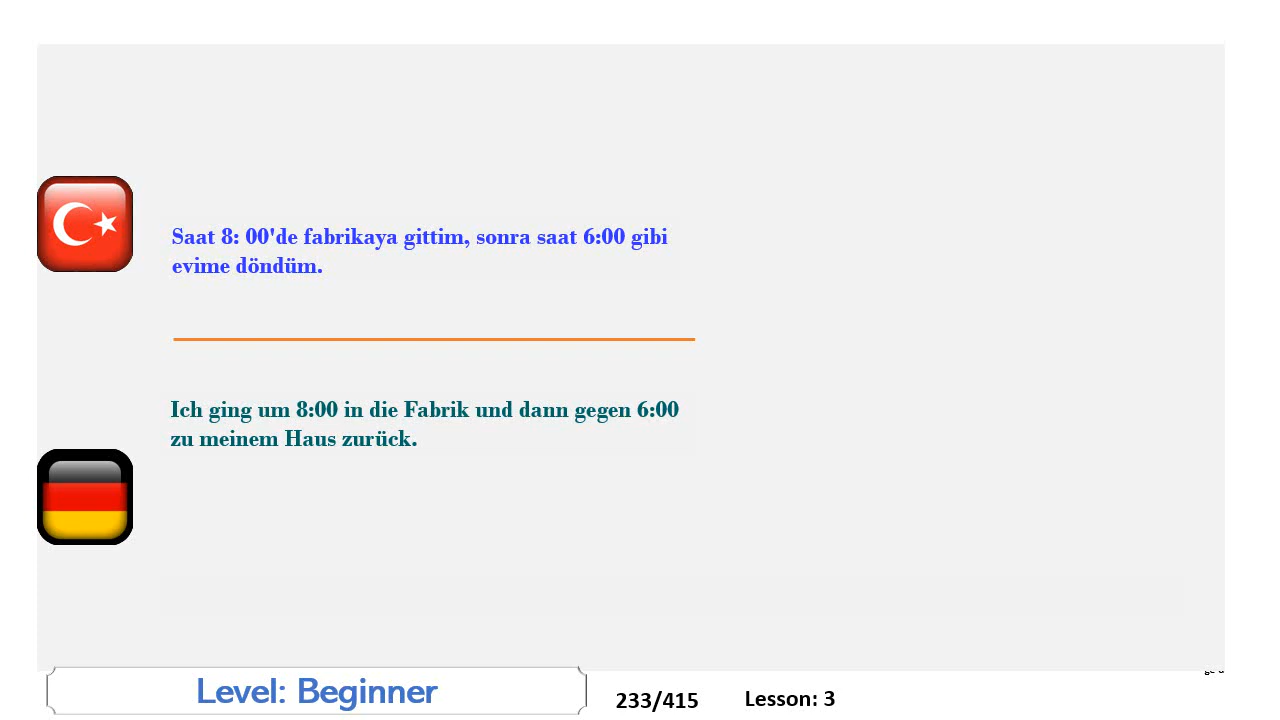 Saat 8: 00'de fabrikaya gittim, sonra saat 6:00 gibi
evime döndüm.
Ich ging um 8:00 in die Fabrik und dann gegen 6:00
zu meinem Haus zurück.
Level: Beginner
233/415
Lesson: 3